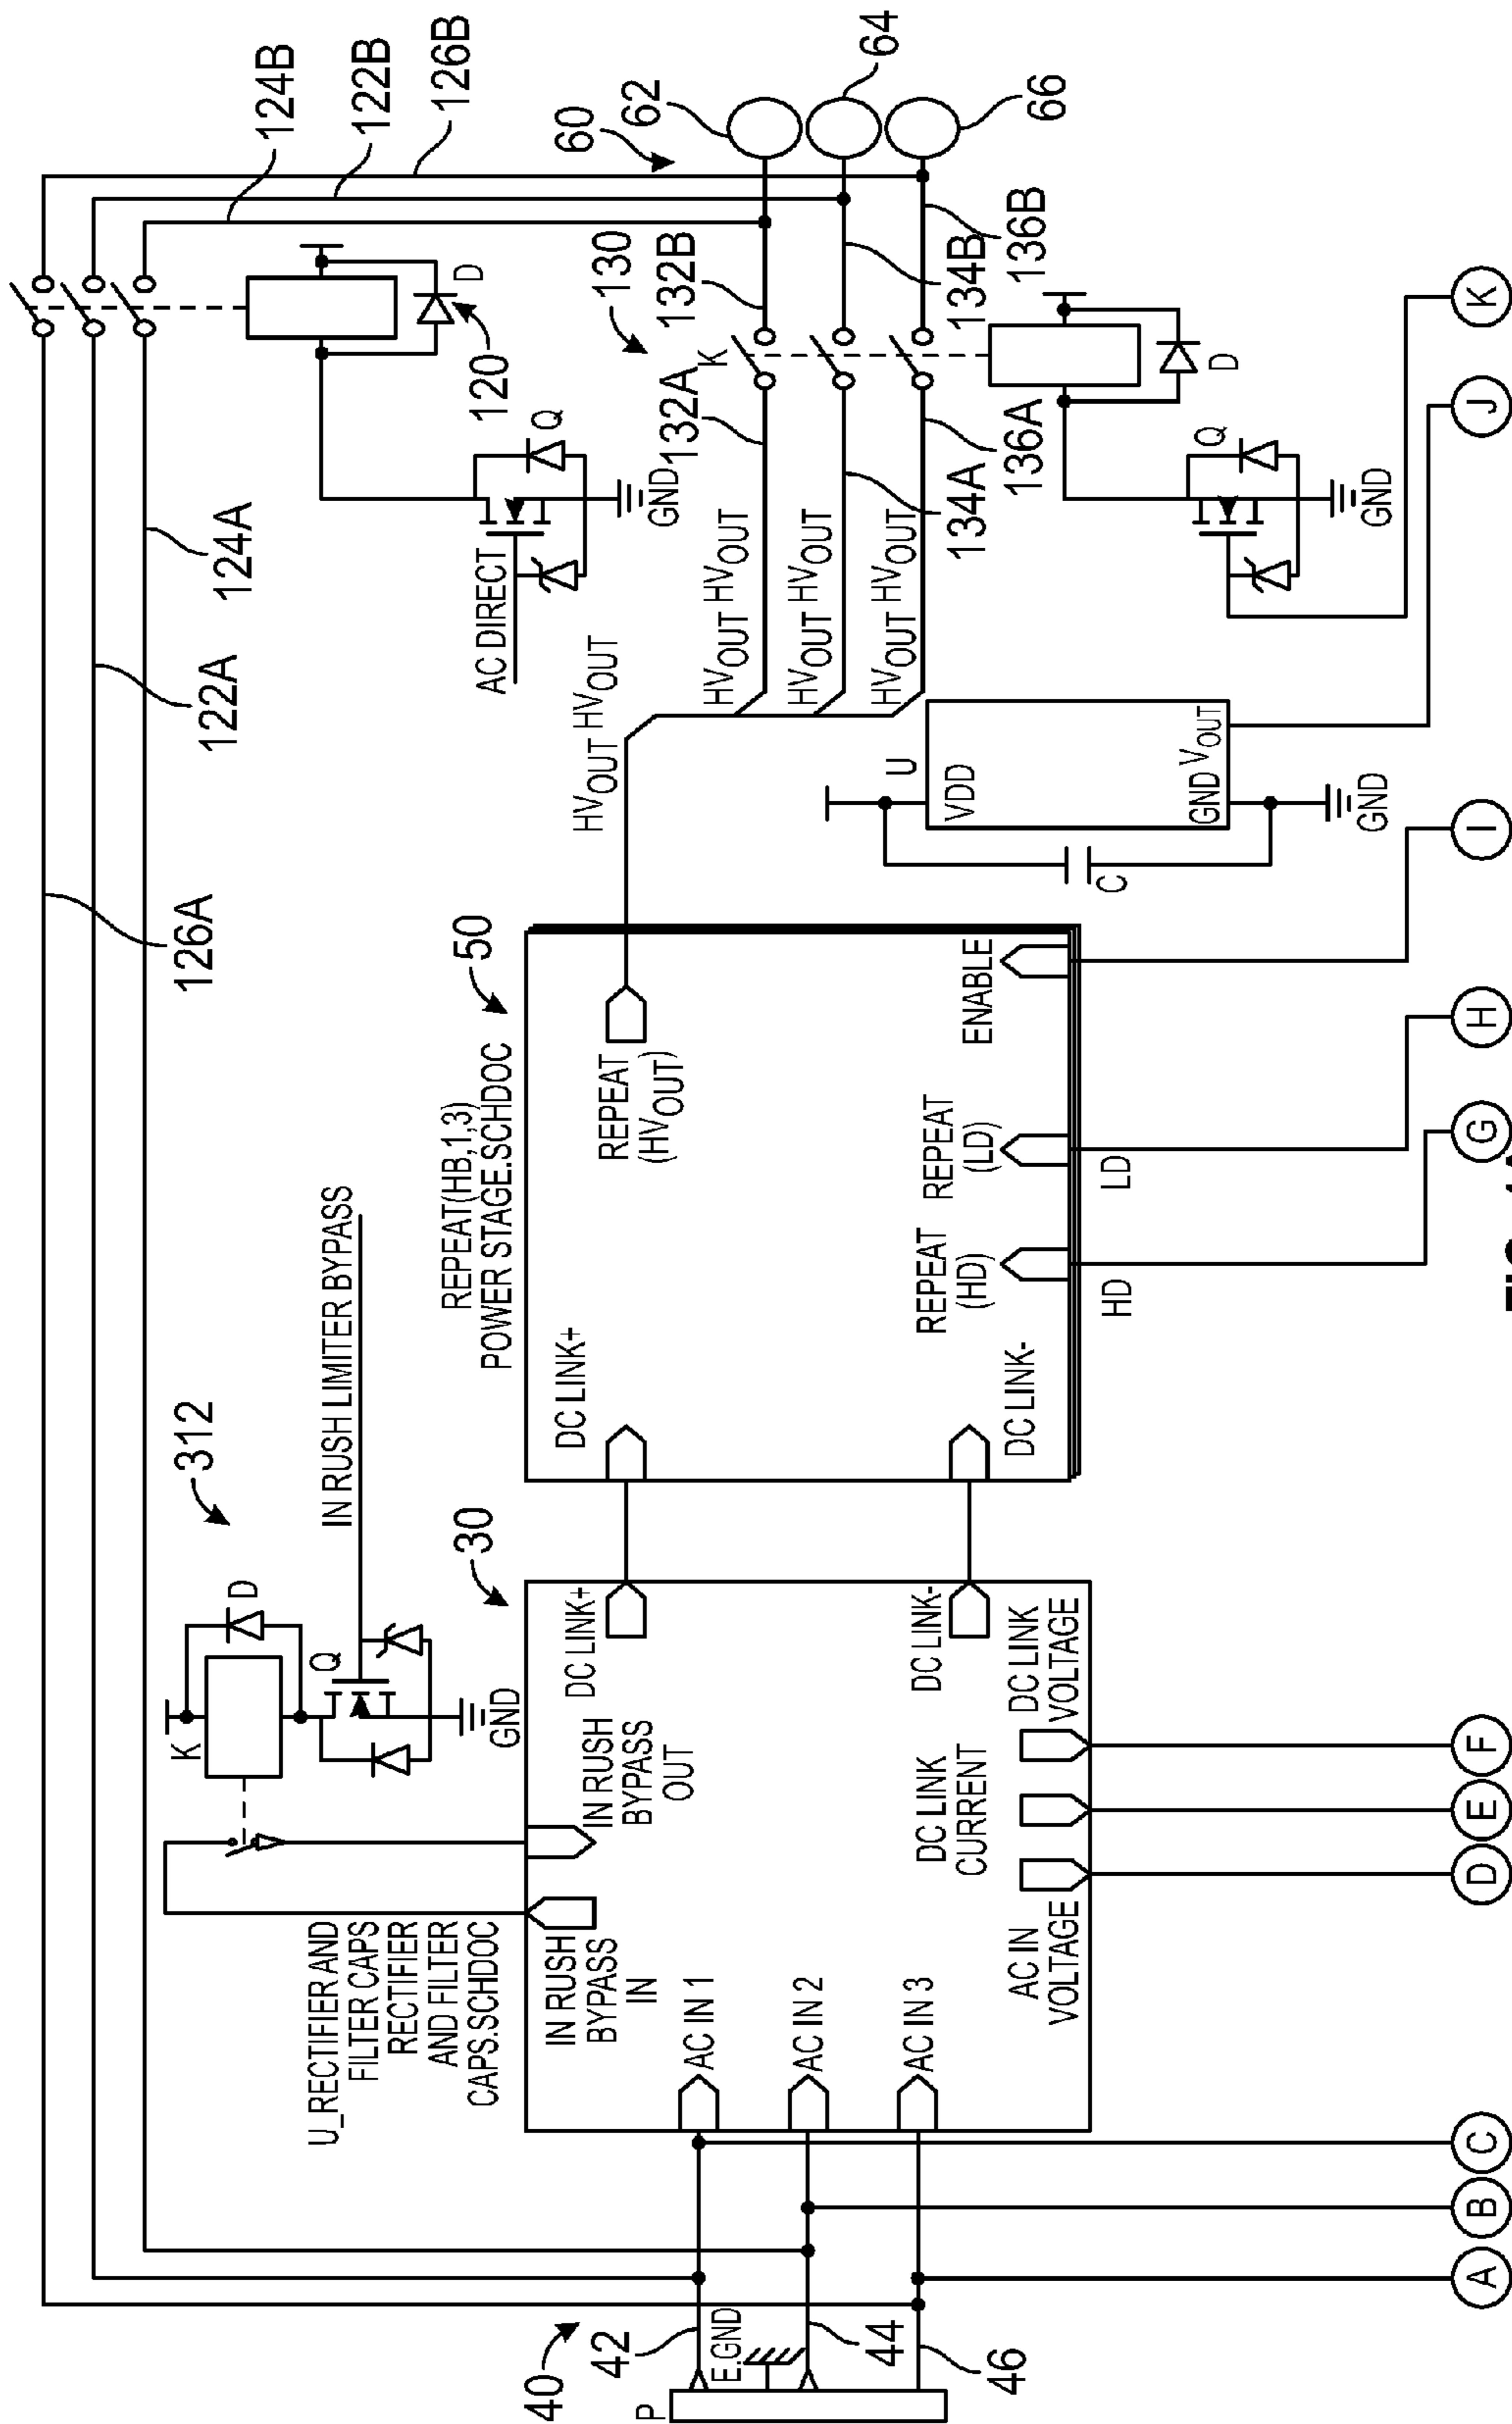 126A
122A
124A
124B
122B
126B
312
K
D
Q
GND
IN RUSH LIMITER BYPASS
AC DIRECT
Q
GND
D
120
U_RECTIFIER AND
FILTER CAPS
RECTIFIER
AND FILTER
CAPS.SCHDOC
30
IN RUSH
BYPASS
IN
IN RUSH
BYPASS
OUT
DC LINK+
DC LINK-
AC IN 1
AC IN 2
AC IN 3
AC IN
VOLTAGE
DC LINK
CURRENT
DC LINK
VOLTAGE
REPEAT(HB,1,3)
POWER STAGE.SCHDOC
50
DC LINK+
DC LINK-
REPEAT
(HVOUT)
REPEAT
(HD)
REPEAT
(LD)
ENABLE
HD
LD
HVOUT HVOUT
HVOUT HVOUT
HVOUT HVOUT
HVOUT HVOUT
132A
K
132B
130
60
62
64
66
134A
134B
136A
136B
D
Q
GND
U
VDD
GND VOUT
C
GND
40
P
42
E.GND
44
46
A
B
C
D
E
F
G
H
I
J
K